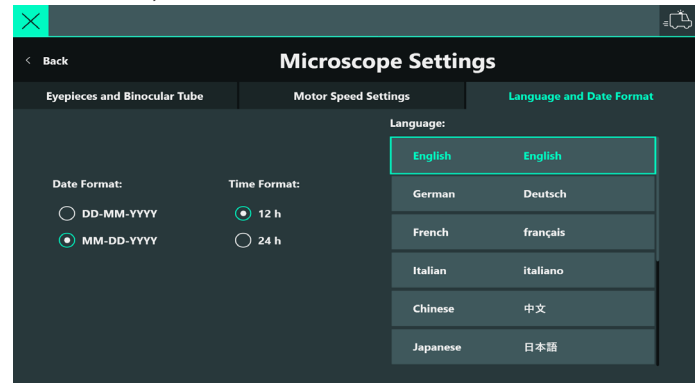 Back
Microscope Settings
Eyepieces and Binocular Tube
Motor Speed Settings
Language and Date Format
Language:
English English
German Deutsch
French français
Italian italiano
Chinese 中文
Japanese 日本語
Date Format:
DD-MM-YYYY
MM-DD-YYYY
Time Format:
12 h
24 h